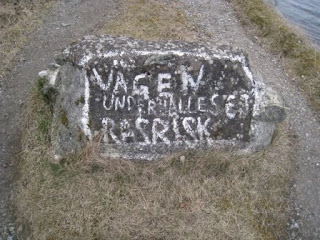 VÄGEN
UNDERHÅLLES EJ
RASRISK